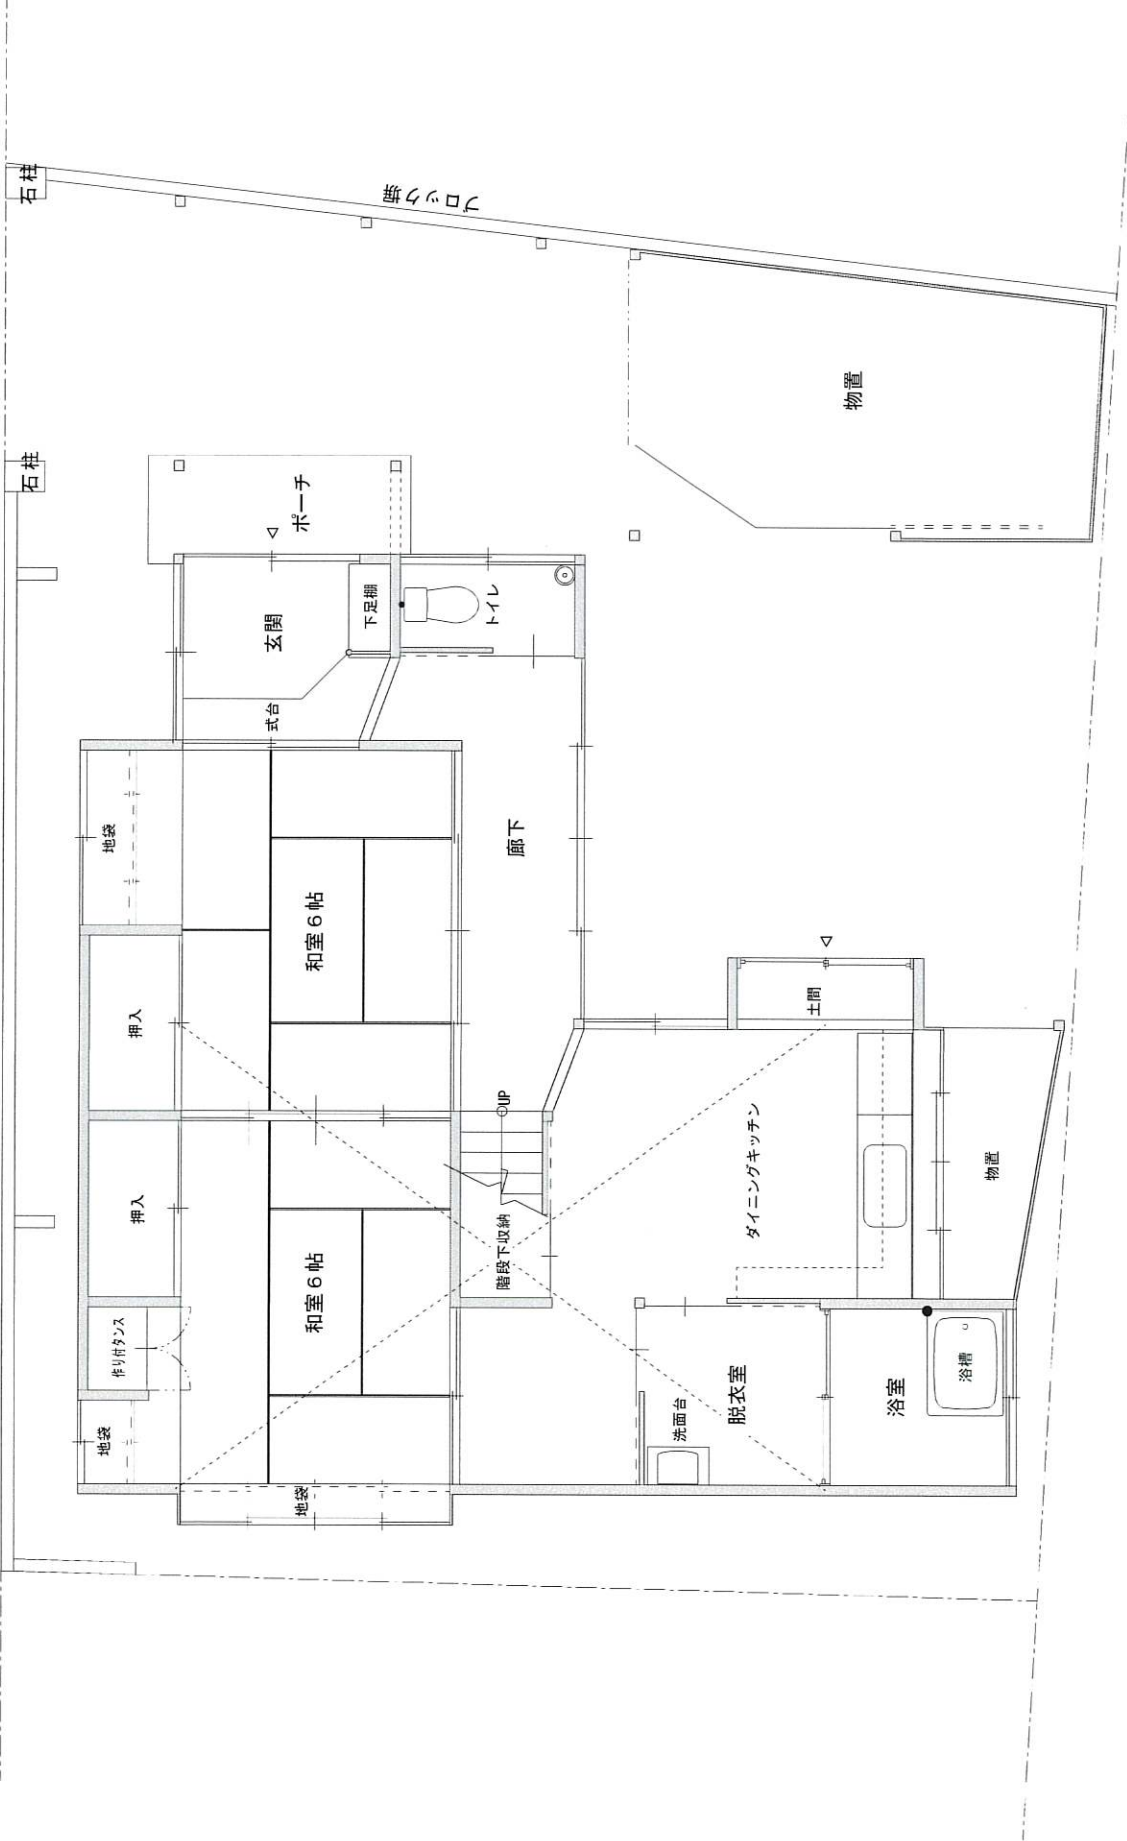 石柱
石柱
ブロック塀
物置
ポーチ
玄関
下足棚
トイレ
式台
地袋
和室6帖
廊下
押入
土間
UP
押入
ダイニングキッチン
物置
階段下収納
和室6帖
作り付タンス
地袋
地袋
洗面台
脱衣室
浴室
浴槽